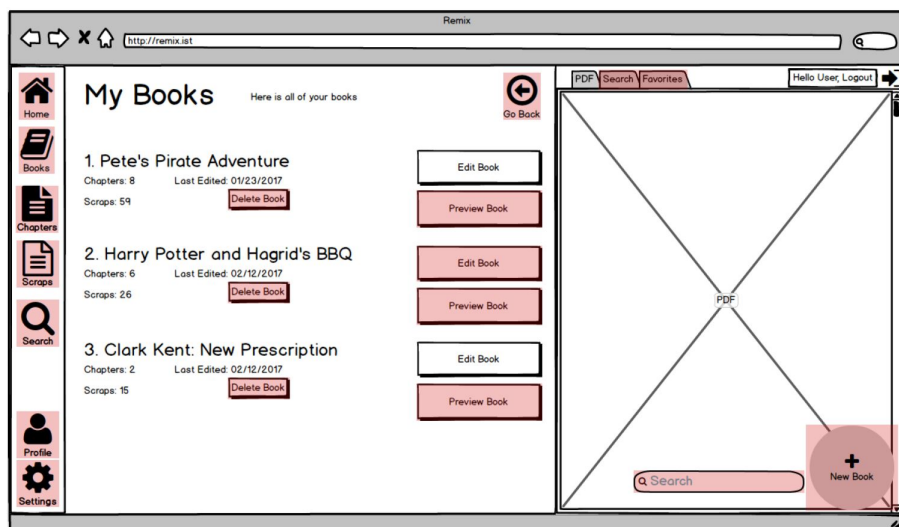 Remix
http://remix.ist
Home
Books
Chapters
Scraps
Search
Profile
Settings
My Books
Here is all of your books
Go Back
1. Pete's Pirate Adventure
Chapters: 8 Last Edited: 01/23/2017
Scraps: 59 Delete Book
Edit Book
Preview Book
2. Harry Potter and Hagrid's BBQ
Chapters: 6 Last Edited: 02/12/2017
Scraps: 26 Delete Book
Edit Book
Preview Book
3. Clark Kent: New Prescription
Chapters: 2 Last Edited: 02/12/2017
Scraps: 15 Delete Book
Edit Book
Preview Book
PDF Search Favorites
Hello User, Logout
PDF
Search
New Book